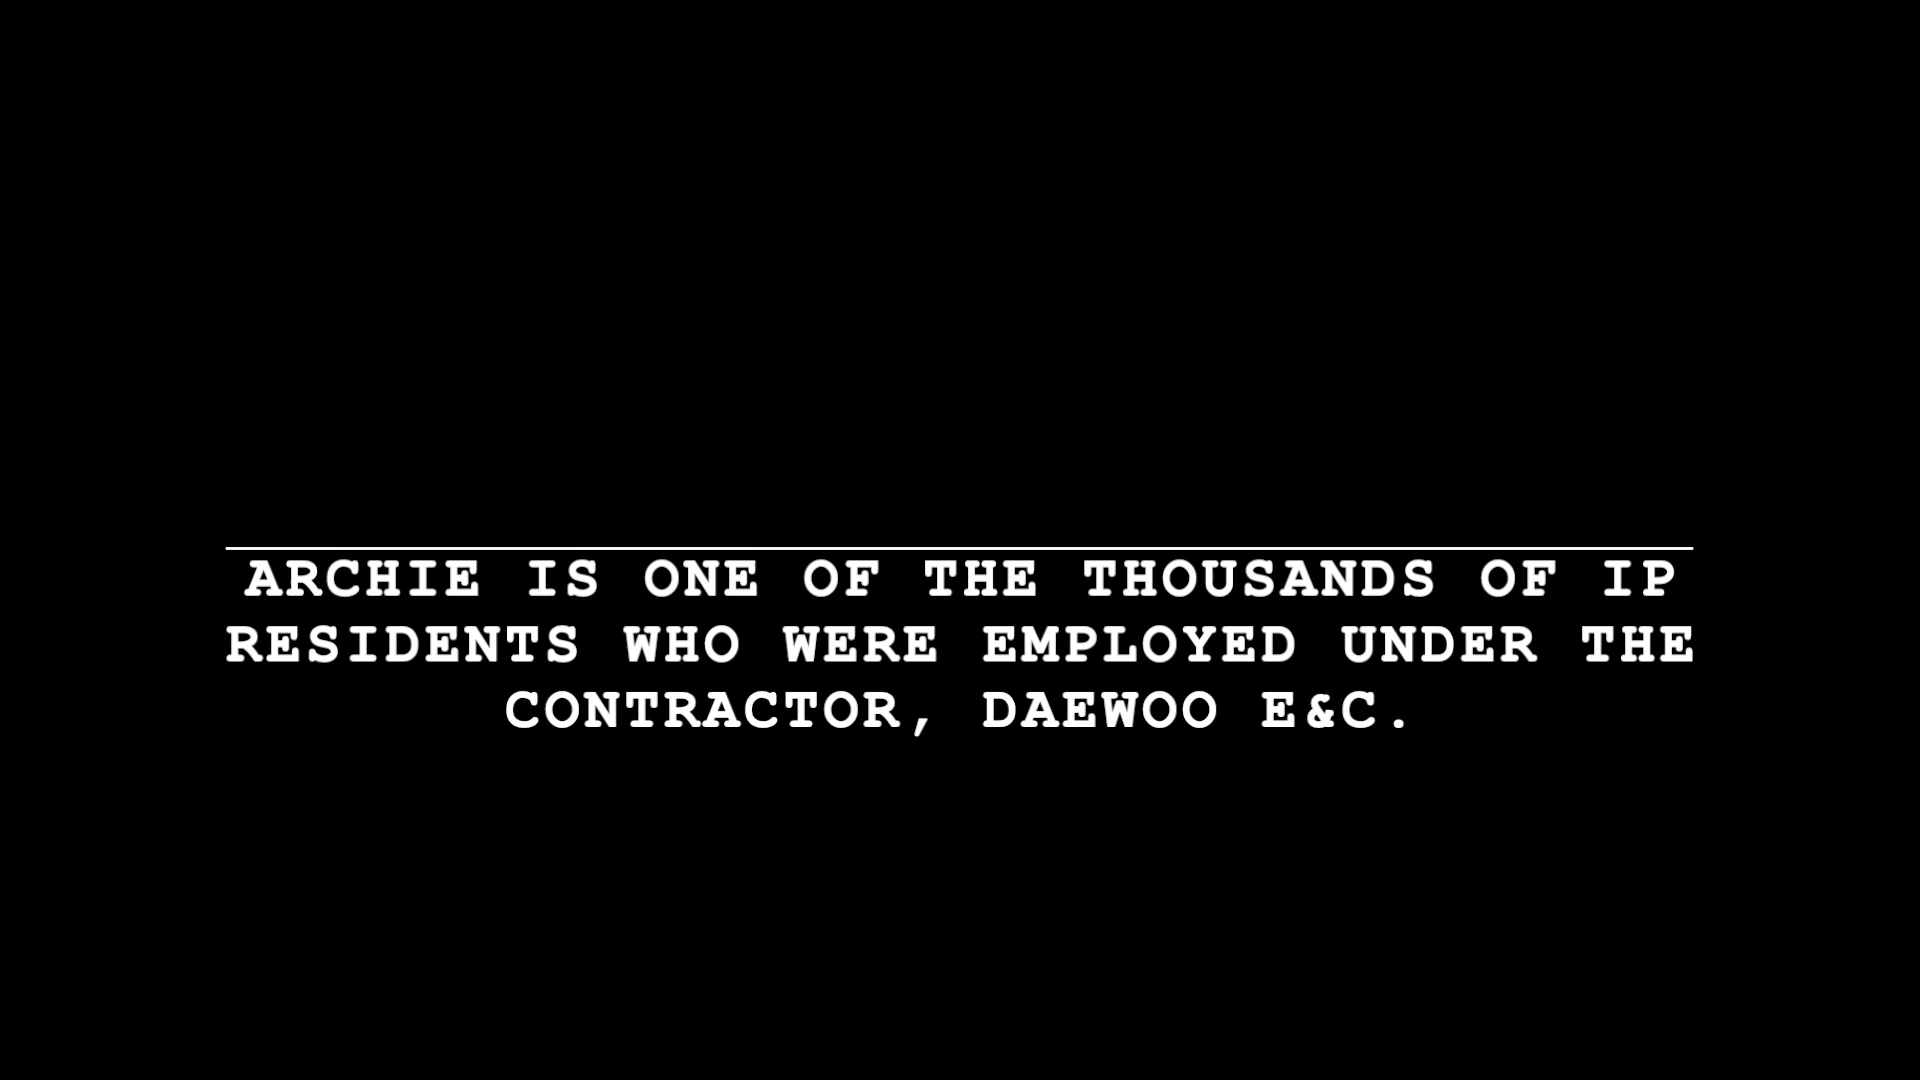 ARCHIE IS ONE OF THE THOUSANDS OF IP
RESIDENTS WHO WERE EMPLOYED UNDER THE
CONTRACTOR, DAEWOO E&C.